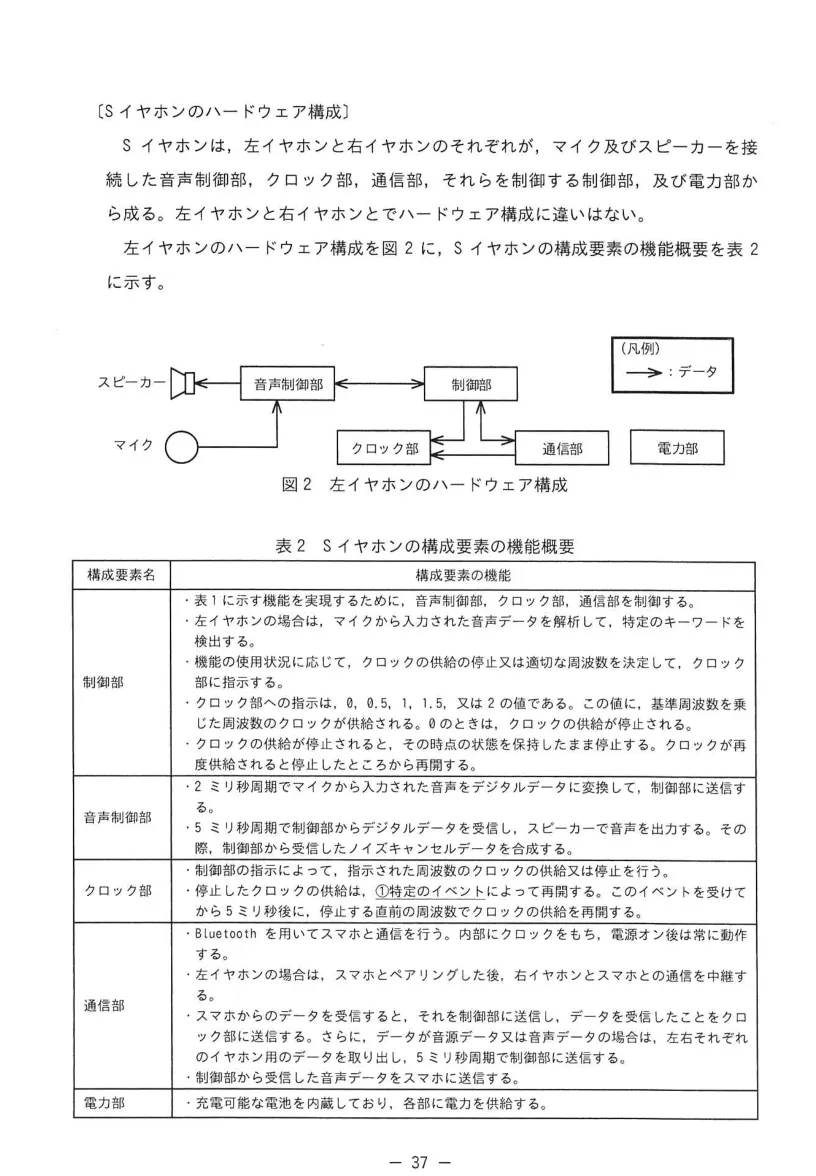 〔S イヤホンのハードウェア構成〕
S イヤホンは，左イヤホンと右イヤホンのそれぞれが，マイク及びスピーカーを接
続した音声制御部，クロック部，通信部，それらを制御する制御部，及び電力部か
ら成る。左イヤホンと右イヤホンとでハードウェア構成に違いはない。
左イヤホンのハードウェア構成を図 2 に，S イヤホンの構成要素の機能概要を表 2
に示す。
（凡例）
：データ
スピーカー
音声制御部
制御部
マイク
クロック部
通信部
電力部
図 2　左イヤホンのハードウェア構成
表 2　S イヤホンの構成要素の機能概要
構成要素名
構成要素の機能
制御部
・表 1 に示す機能を実現するために，音声制御部，クロック部，通信部を制御する。
・左イヤホンの場合は，マイクから入力された音声データを解析して，特定のキーワードを
検出する。
・機能の使用状況に応じて，クロックの供給の停止又は適切な周波数を決定して，クロック
部に指示する。
・クロック部への指示は，0，0.5，1，1.5，又は 2 の値である。この値に，基準周波数を乗
じた周波数のクロックが供給される。0 のときは，クロックの供給が停止される。
・クロックの供給が停止されると，その時点の状態を保持したまま停止する。クロックが再
度供給されると停止したところから再開する。
音声制御部
・2 ミリ秒周期でマイクから入力された音声をデジタルデータに変換して，制御部に送信す
る。
・5 ミリ秒周期で制御部からデジタルデータを受信し，スピーカーで音声を出力する。その
際，制御部から受信したノイズキャンセルデータを合成する。
クロック部
・制御部の指示によって，指示された周波数のクロックの供給又は停止を行う。
・停止したクロックの供給は，①特定のイベントによって再開する。このイベントを受けて
から 5 ミリ秒後に，停止する直前の周波数でクロックの供給を再開する。
通信部
・Bluetooth を用いてスマホと通信を行う。内部にクロックをもち，電源オン後は常に動作
する。
・左イヤホンの場合は，スマホとペアリングした後，右イヤホンとスマホとの通信を中継す
る。
・スマホからのデータを受信すると，それを制御部に送信し，データを受信したことをクロ
ック部に送信する。さらに，データが音源データ又は音声データの場合は，左右それぞれ
のイヤホン用のデータを取り出し，5 ミリ秒周期で制御部に送信する。
・制御部から受信した音声データをスマホに送信する。
電力部
・充電可能な電池を内蔵しており，各部に電力を供給する。
－ 37 －